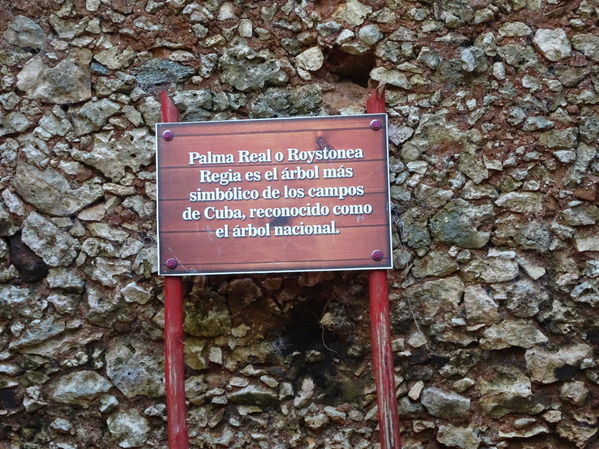 Palma Real o Roystonea
Regia es el árbol más
simbólico de los campos
de Cuba, reconocido como
el árbol nacional.